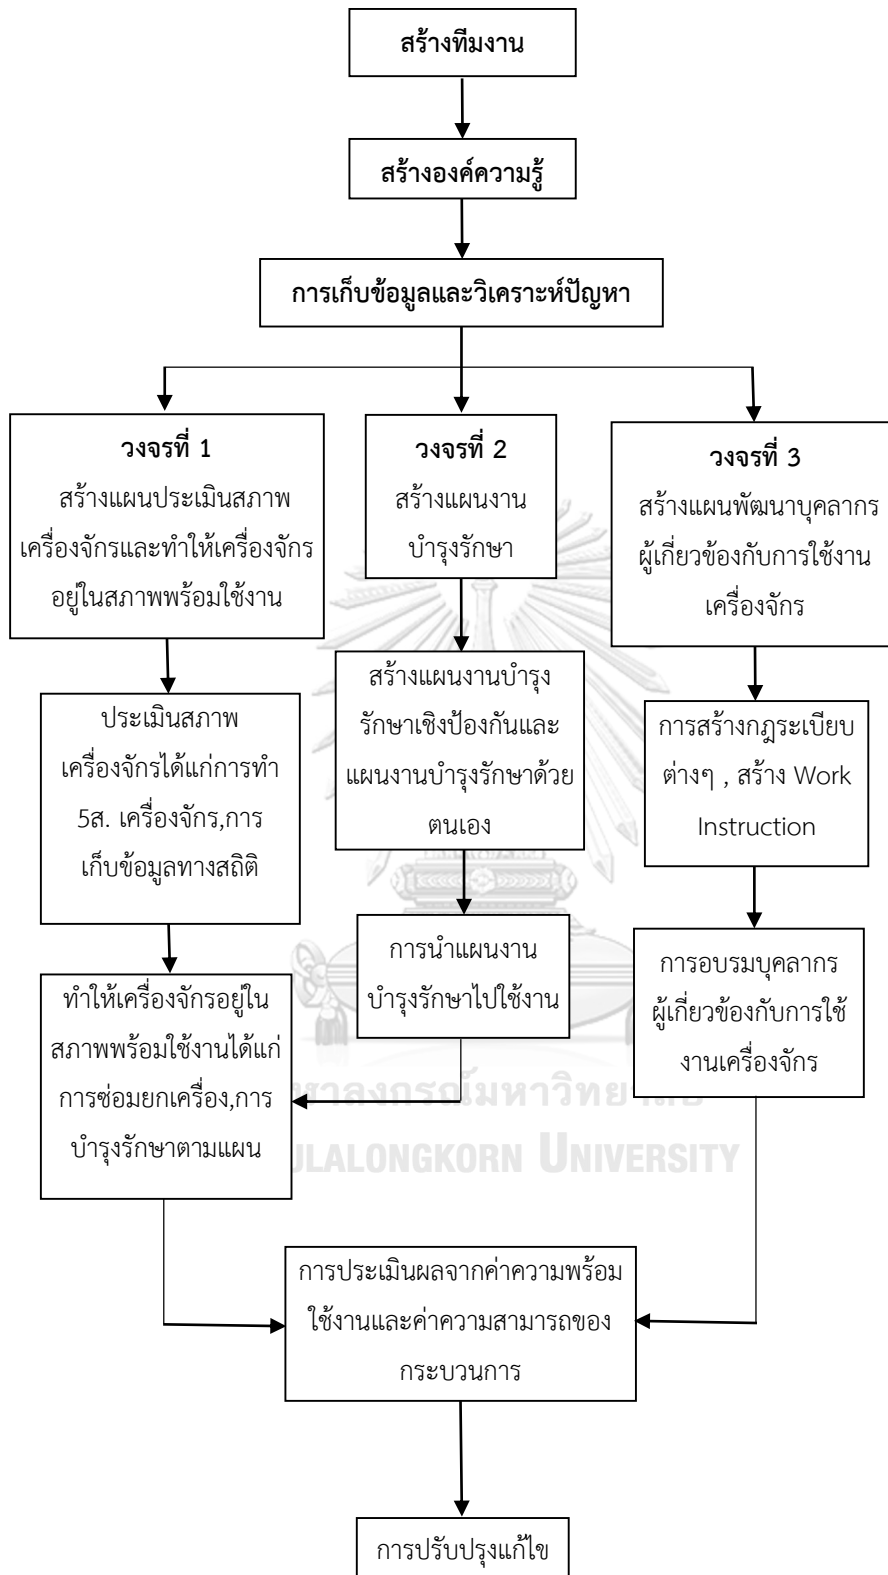 สร้างทีมงาน
สร้างองค์ความรู้
การเก็บข้อมูลและวิเคราะห์ปัญหา
วงจรที่ 1
สร้างแผนประเมินสภาพ
เครื่องจักรและทำให้เครื่องจักร
อยู่ในสภาพพร้อมใช้งาน
วงจรที่ 2
สร้างแผนงาน
บำรุงรักษา
วงจรที่ 3
สร้างแผนพัฒนาบุคลากร
ผู้เกี่ยวข้องกับการใช้งาน
เครื่องจักร
ประเมินสภาพ
เครื่องจักรได้แก่การทำ
5ส. เครื่องจักร,การ
เก็บข้อมูลทางสถิติ
สร้างแผนงานบำรุง
รักษาเชิงป้องกันและ
แผนงานบำรุงรักษาด้วย
ตนเอง
การสร้างกฎระเบียบ
ต่างๆ , สร้าง Work
Instruction
ทำให้เครื่องจักรอยู่ใน
สภาพพร้อมใช้งานได้แก่
การซ่อมยกเครื่อง,การ
บำรุงรักษาตามแผน
การนำแผนงาน
บำรุงรักษาไปใช้งาน
การอบรมบุคลากร
ผู้เกี่ยวข้องกับการใช้
งานเครื่องจักร
ULALONGKORN UNIVERSITY
การประเมินผลจากค่าความพร้อม
ใช้งานและค่าความสามารถของ
กระบวนการ
การปรับปรุงแก้ไข